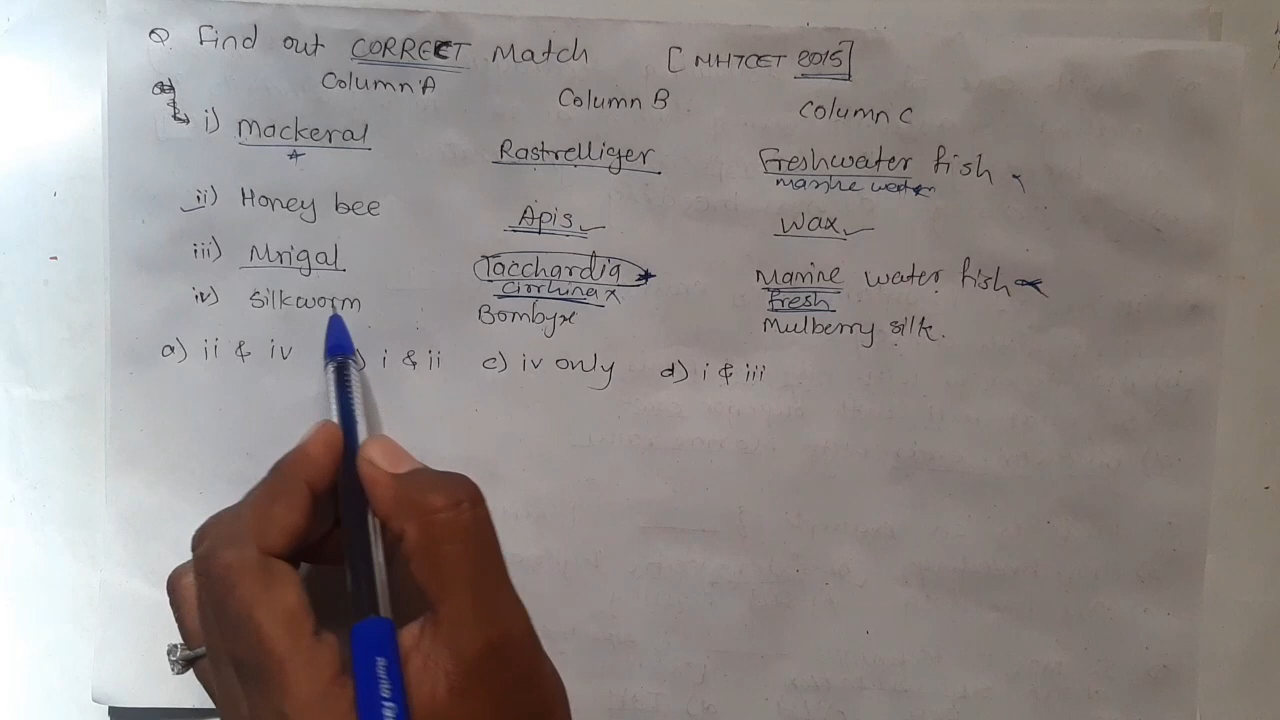 Q. Find out CORRECT Match [MHTCET 2015]
Column A Column B Column C
i) Mackeral Rastrelliger Freshwater fish
marine water
ii) Honey bee Apis Wax
iii) Mrigal Tacchardia Marine water fish
Cirrhina fresh
iv) Silkworm Bombyx Mulberry silk.
a) ii & iv ) i & ii c) iv only d) i & iii